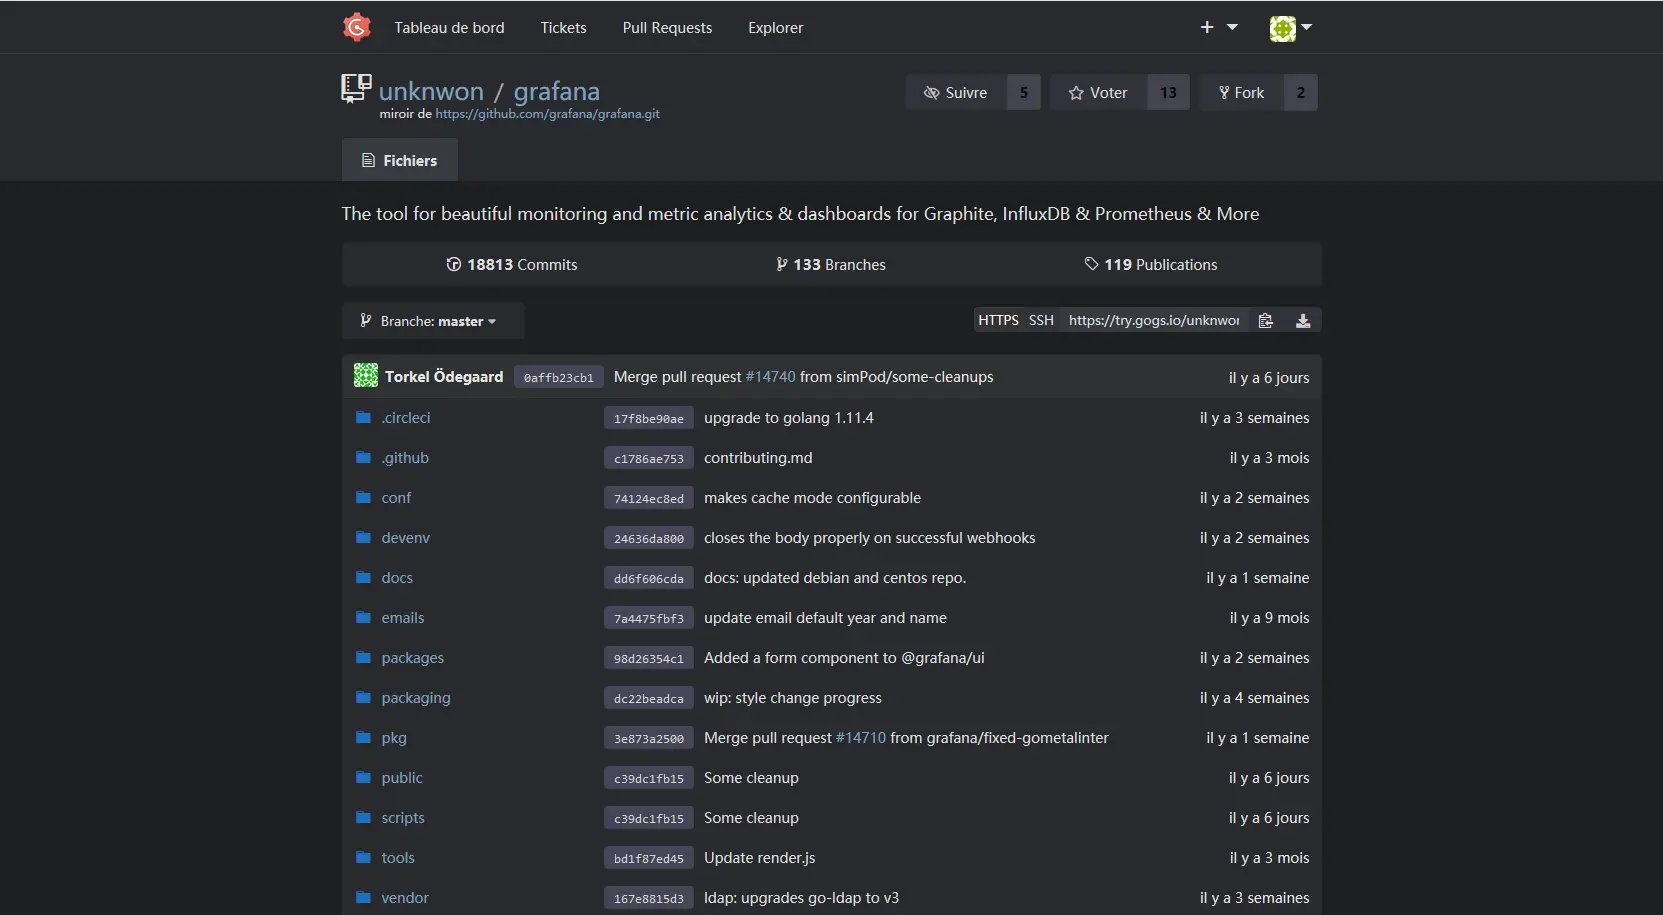 Tableau de bord Tickets Pull Requests Explorer
unknwon / grafana Suivre 5 Voter 13 Fork 2
miroir de https://github.com/grafana/grafana.git
Fichiers
The tool for beautiful monitoring and metric analytics & dashboards for Graphite, InfluxDB & Prometheus & More
18813 Commits 133 Branches 119 Publications
Branche: master HTTPS SSH https://try.gogs.io/unknwor
Torkel Ödegaard 0affb23cb1 Merge pull request #14740 from simPod/some-cleanups il y a 6 jours
.circleci 17f8be90ae upgrade to golang 1.11.4 il y a 3 semaines
.github c1786ae753 contributing.md il y a 3 mois
conf 74124ec8ed makes cache mode configurable il y a 2 semaines
devenv 24636da800 closes the body properly on successful webhooks il y a 2 semaines
docs dd6f606cda docs: updated debian and centos repo. il y a 1 semaine
emails 7a4475fbf3 update email default year and name il y a 9 mois
packages 98d26354c1 Added a form component to @grafana/ui il y a 2 semaines
packaging dc22beadca wip: style change progress il y a 4 semaines
pkg 3e873a2500 Merge pull request #14710 from grafana/fixed-gometalinter il y a 1 semaine
public c39dc1fb15 Some cleanup il y a 6 jours
scripts c39dc1fb15 Some cleanup il y a 6 jours
tools bd1f87ed45 Update render.js il y a 3 mois
vendor 167e8815d3 ldap: upgrades go-ldap to v3 il y a 3 semaines